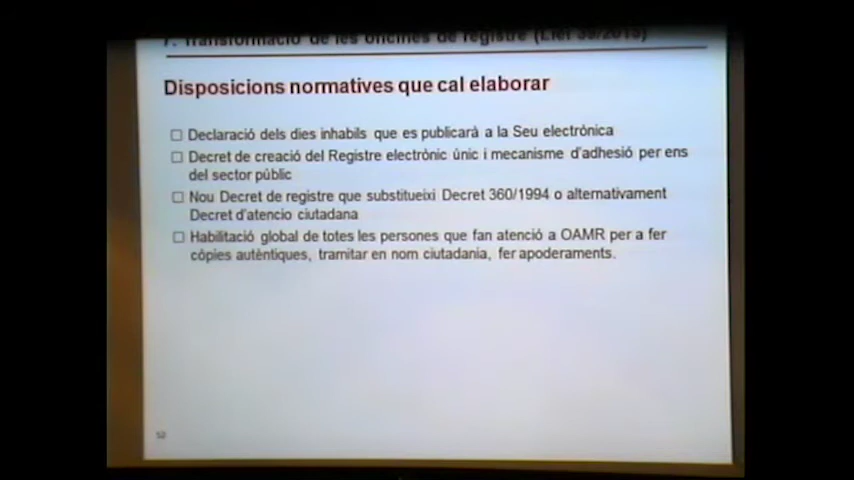 7. Transformació de les oficines de registre (Llei 39/2015)
Disposicions normatives que cal elaborar
□ Declaració dels dies inhabils que es publicarà a la Seu electrònica
□ Decret de creació del Registre electrònic únic i mecanisme d'adhesió per ens
del sector públic
□ Nou Decret de registre que substitueixi Decret 360/1994 o alternativament
Decret d'atencio ciutadana
□ Habilitació global de totes les persones que fan atenció a OAMR per a fer
còpies autèntiques, tramitar en nom ciutadania, fer apoderaments.
52